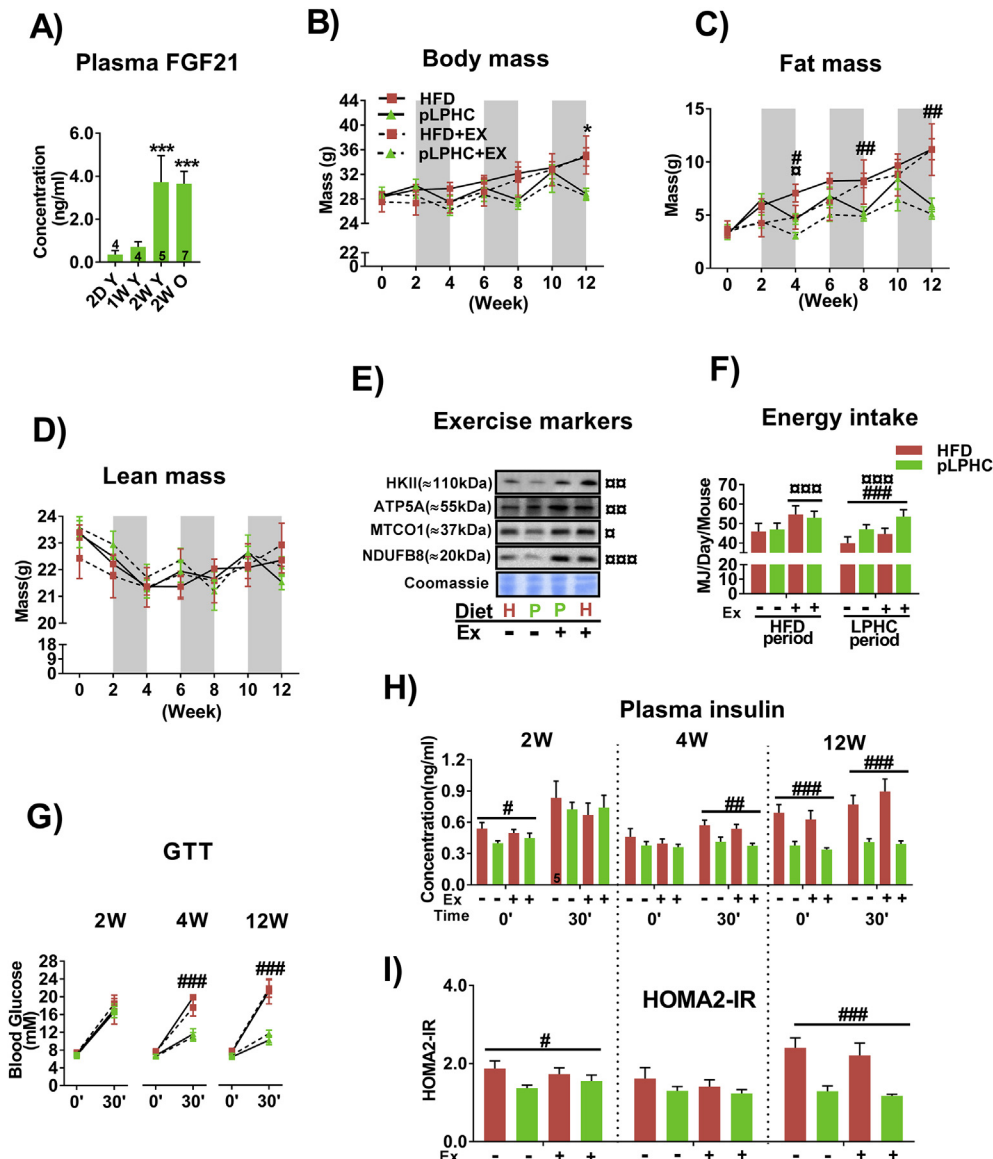 A)
Plasma FGF21
Concentration
(ng/ml)
6.0
4.0
2.0
0.0
***
***
4
4
5
7
2D Y
1W Y
2W Y
2W O
B)
Body mass
HFD
pLPHC
HFD+EX
pLPHC+EX
Mass (g)
44
40
36
32
28
24
22
0
*
0 2 4 6 8 10 12
(Week)
C)
Fat mass
Mass(g)
15
10
5
0
#
¤
##
##
0 2 4 6 8 10 12
(Week)
D)
Lean mass
Mass(g)
24
23
22
21
20
18
9
0
0 2 4 6 8 10 12
(Week)
E)
Exercise markers
HKII(≈110kDa) ¤¤
ATP5A(≈55kDa) ¤¤
MTCO1(≈37kDa) ¤
NDUFB8(≈20kDa) ¤¤¤
Coomassie
Diet H P P H
Ex - - + +
F)
Energy intake
HFD
pLPHC
MJ/Day/Mouse
70
60
50
40
20
0
¤¤¤
¤¤¤
###
Ex - - + + - - + +
HFD period
LPHC period
G)
GTT
2W 4W 12W
Blood Glucose
(mM)
28
24
20
16
12
8
4
0
###
###
0' 30' 0' 30' 0' 30'
H)
Plasma insulin
2W 4W 12W
Concentration(ng/ml)
1.2
0.9
0.6
0.3
0.0
#
##
###
###
5
Ex - - + + - - + + - - + + - - + + - - + + - - + +
Time 0' 30' 0' 30' 0' 30'
I)
HOMA2-IR
HOMA2-IR
4.0
2.0
0.0
#
###
Ex - - + + - - + + - - + +